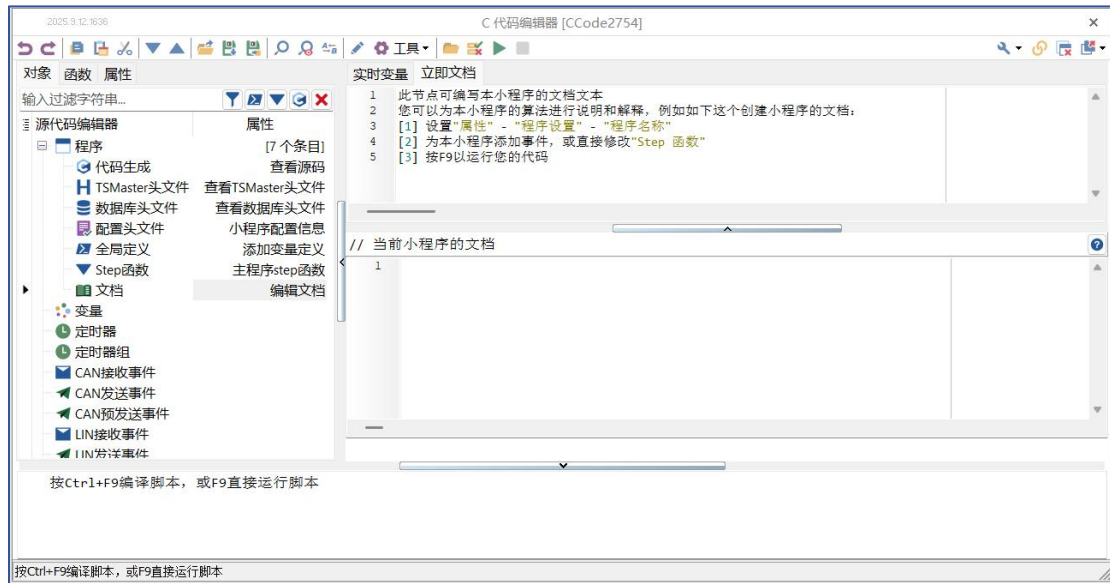 2025.9.12.1636
C 代码编辑器 [CCode2754]
工具
对象 函数 属性
实时变量 立即文档
输入过滤字符串...
源代码编辑器 属性
程序 [7 个条目]
代码生成 查看源码
TSMaster头文件 查看TSMaster头文件
数据库头文件 查看数据库头文件
配置头文件 小程序配置信息
全局定义 添加变量定义
Step函数 主程序step函数
文档 编辑文档
变量
定时器
定时器组
CAN接收事件
CAN发送事件
CAN预发送事件
LIN接收事件
LIN发送事件
1 此节点可编写本小程序的文档文本
2 您可以为本小程序的算法进行说明和解释，例如如下这个创建小程序的文档：
3 [1] 设置"属性" - "程序设置" - "程序名称"
4 [2] 为本小程序添加事件，或直接修改"Step 函数"
5 [3] 按F9以运行您的代码
// 当前小程序的文档
1
按Ctrl+F9编译脚本，或F9直接运行脚本
按Ctrl+F9编译脚本，或F9直接运行脚本